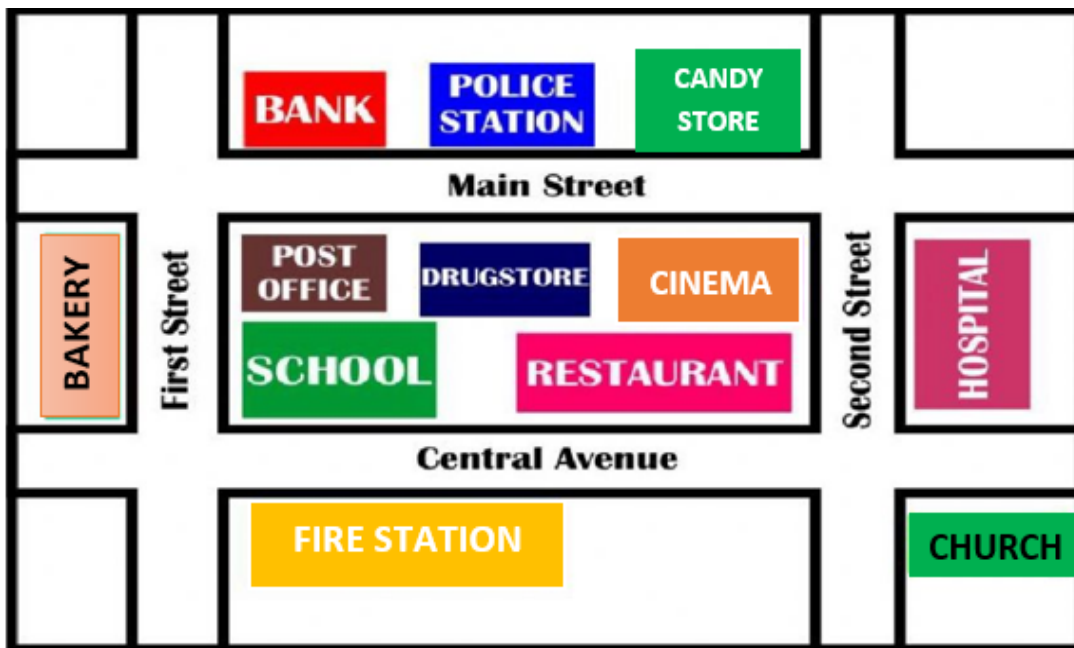 BANK
POLICE
STATION
CANDY
STORE
Main Street
BAKERY
First Street
POST
OFFICE
DRUGSTORE
CINEMA
SCHOOL
RESTAURANT
Second Street
HOSPITAL
Central Avenue
FIRE STATION
CHURCH